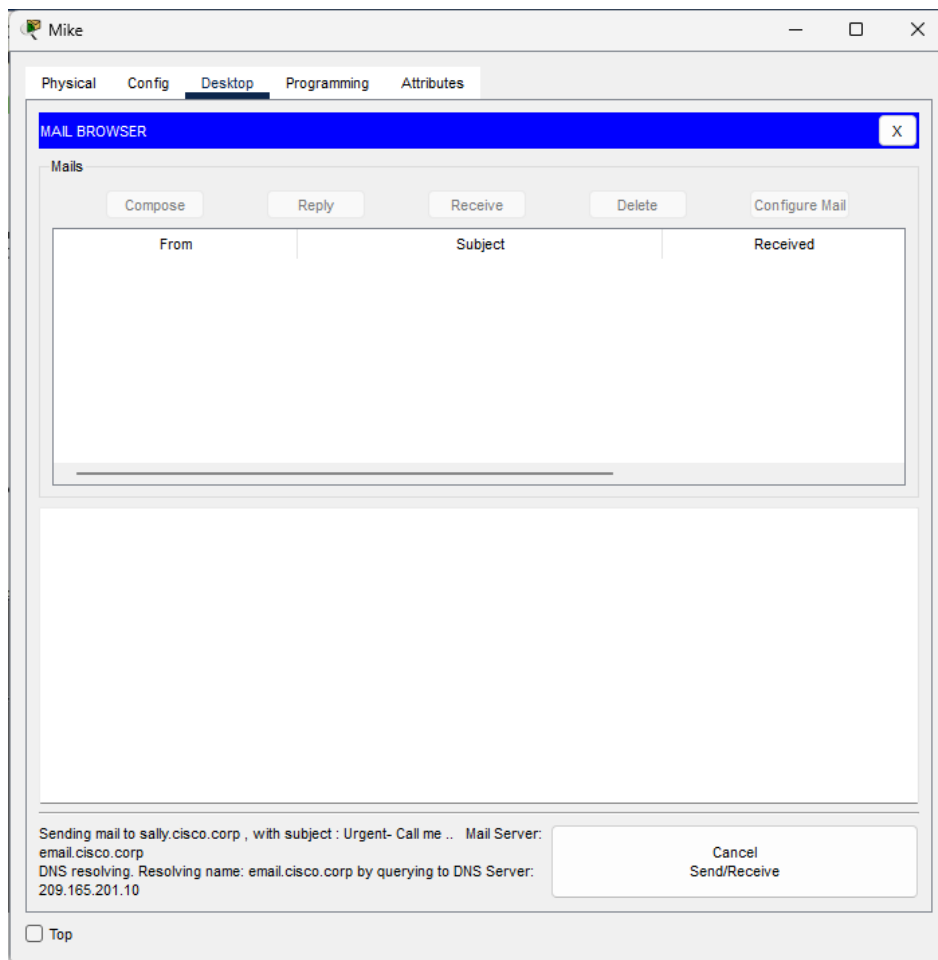 Mike
Physical Config Desktop Programming Attributes
MAIL BROWSER X
Mails
Compose Reply Receive Delete Configure Mail
From Subject Received
Sending mail to sally.cisco.corp , with subject : Urgent- Call me .. Mail Server:
email.cisco.corp
DNS resolving. Resolving name: email.cisco.corp by querying to DNS Server:
209.165.201.10
Cancel
Send/Receive
Top